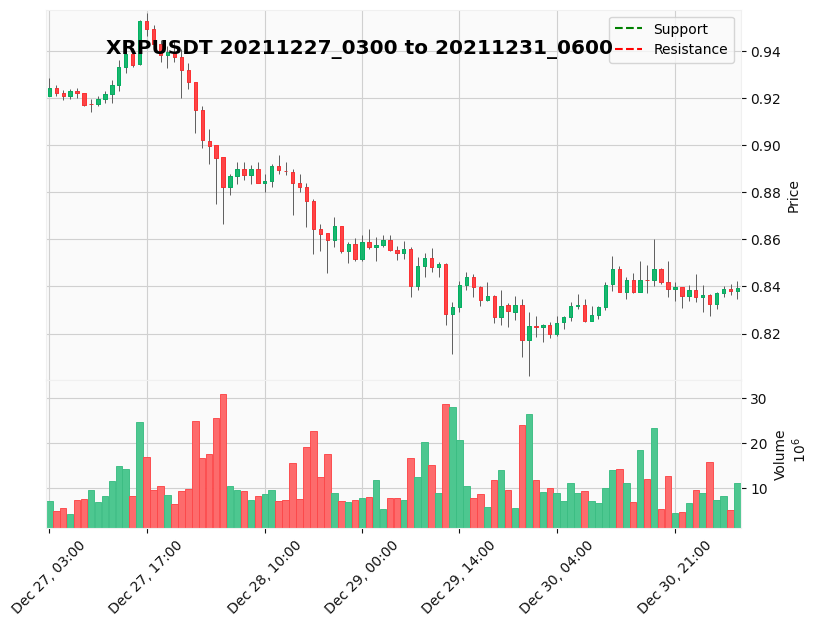 XRPUSDT 20211227_0300 to 20211231_0600
Support
Resistance
0.94
0.92
0.90
0.88
0.86
0.84
0.82
Price
30
20
10
Volume
10^6
Dec 27, 03:00
Dec 27, 17:00
Dec 28, 10:00
Dec 29, 00:00
Dec 29, 14:00
Dec 30, 04:00
Dec 30, 21:00